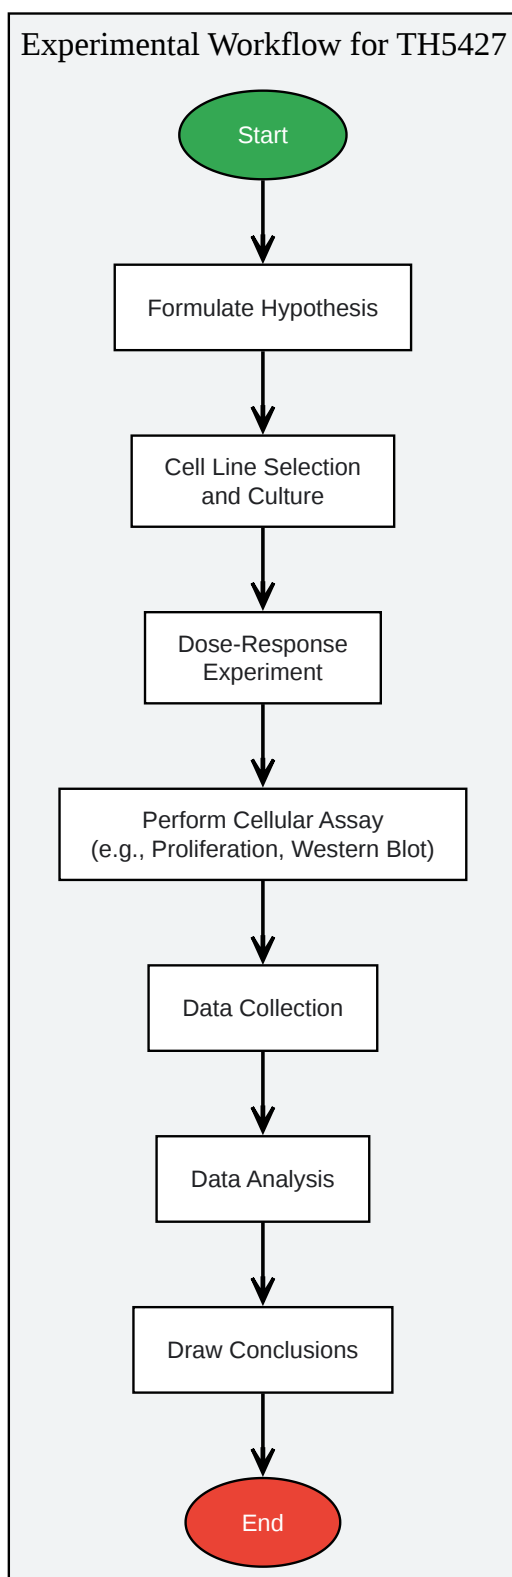 Experimental Workflow for TH5427
Start
Formulate Hypothesis
Cell Line Selection
and Culture
Dose-Response
Experiment
Perform Cellular Assay
(e.g., Proliferation, Western Blot)
Data Collection
Data Analysis
Draw Conclusions
End